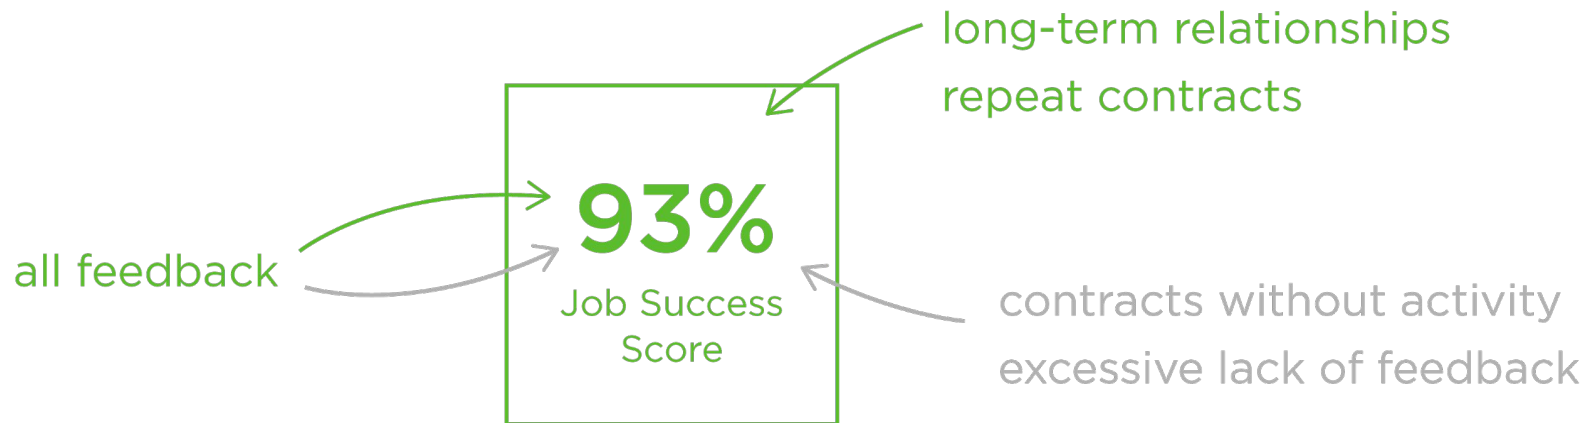 long-term relationships
repeat contracts
93%
all feedback
Job Success
Score
contracts without activity
excessive lack of feedback